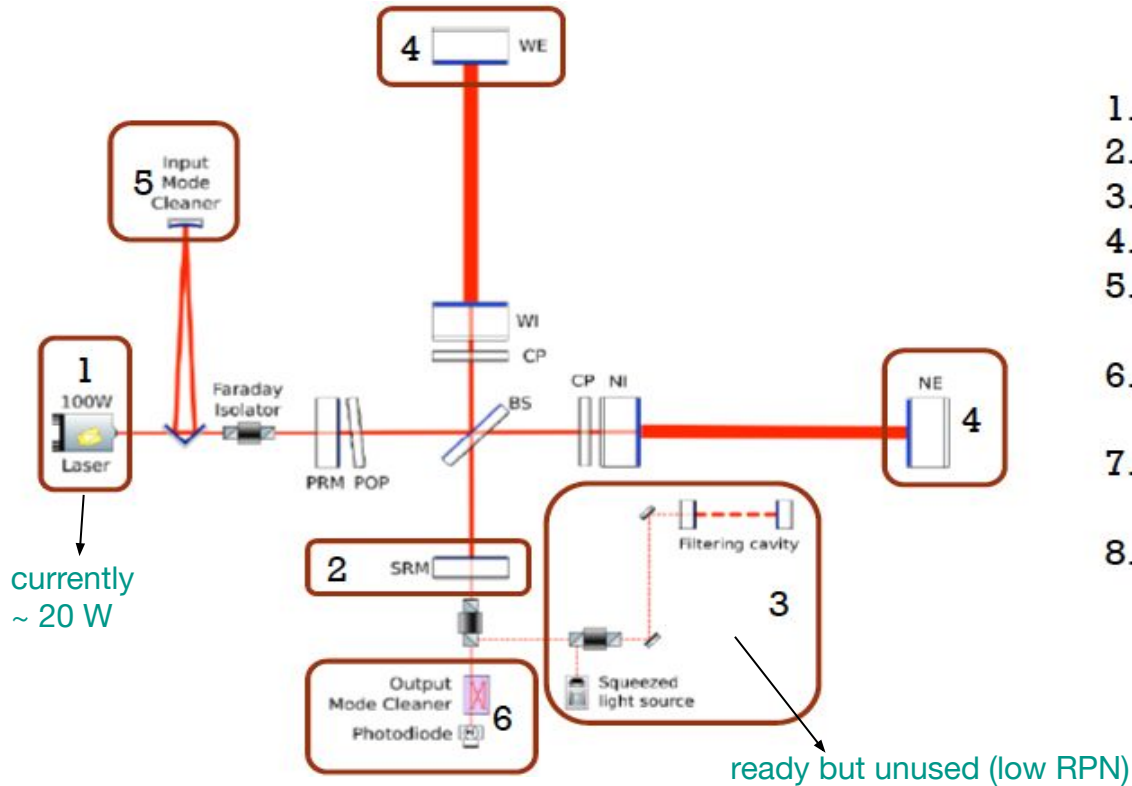 4 WE
5 Input
Mode
Cleaner
WI
CP
1
100W
Laser
Faraday
Isolator
PRM POP
BS
CP NI
NE
4
currently
~ 20 W
2 SRM
Filtering cavity
3
Squeezed
light source
Output
Mode Cleaner
6
Photodiode
ready but unused (low RPN)
1.
2.
3.
4.
5.
6.
7.
8.